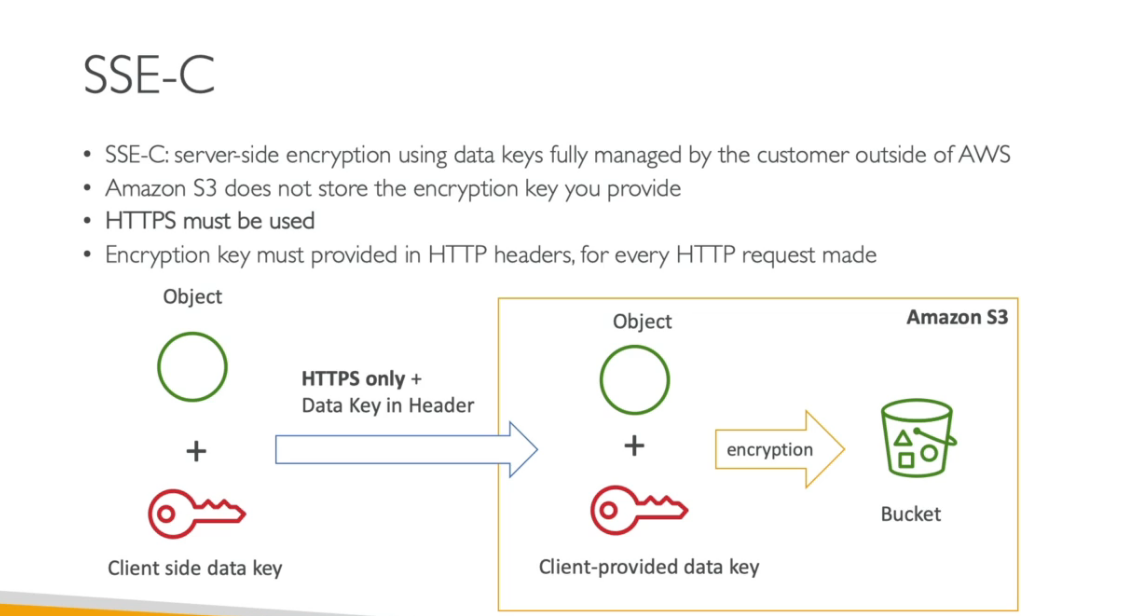 SSE-C
• SSE-C: server-side encryption using data keys fully managed by the customer outside of AWS
• Amazon S3 does not store the encryption key you provide
• HTTPS must be used
• Encryption key must provided in HTTP headers, for every HTTP request made
Object
+
Client side data key
HTTPS only +
Data Key in Header
Amazon S3
Object
+
Client-provided data key
encryption
Bucket